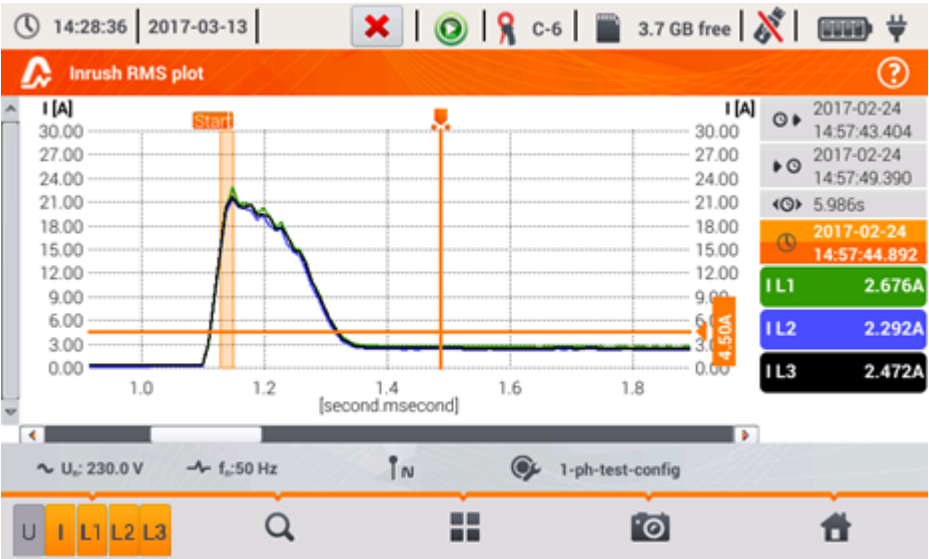 14:28:36 2017-03-13 C-6 3.7 GB free
Inrush RMS plot ?
I [A] I [A]
Start
30.00 30.00
27.00 27.00
24.00 24.00
21.00 21.00
18.00 18.00
15.00 15.00
12.00 12.00
9.00
6.00
3.00
0.00 0.00
4.50A
1.0 1.2 1.4 1.6 1.8
[second.msecond]
2017-02-24
14:57:43.404
2017-02-24
14:57:49.390
5.986s
2017-02-24
14:57:44.892
I L1 2.676A
I L2 2.292A
I L3 2.472A
Uₙ: 230.0 V fₙ:50 Hz N 1-ph-test-config
U I L1 L2 L3